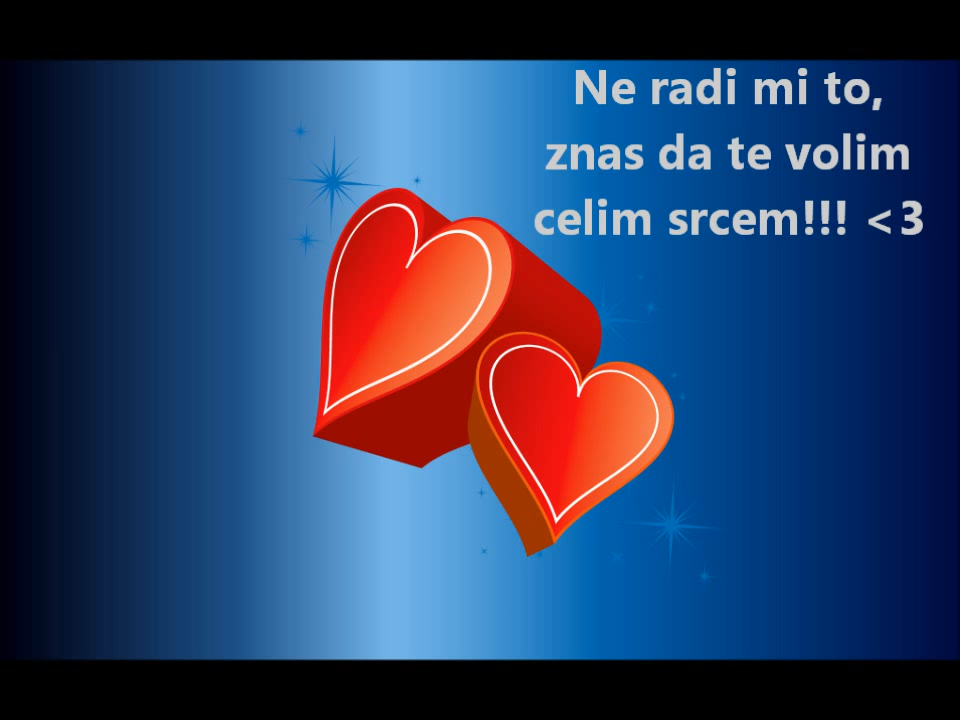 Ne radi mi to,
znas da te volim
celim srcem!!! <3